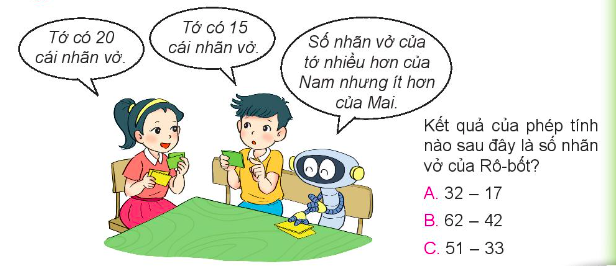 Tớ có 20
cái nhãn vở.
Tớ có 15
cái nhãn vở.
Số nhãn vở của
tớ nhiều hơn của
Nam nhưng ít hơn
của Mai.
Kết quả của phép tính
nào sau đây là số nhãn
vở của Rô-bốt?
A. 32 – 17
B. 62 – 42
C. 51 – 33